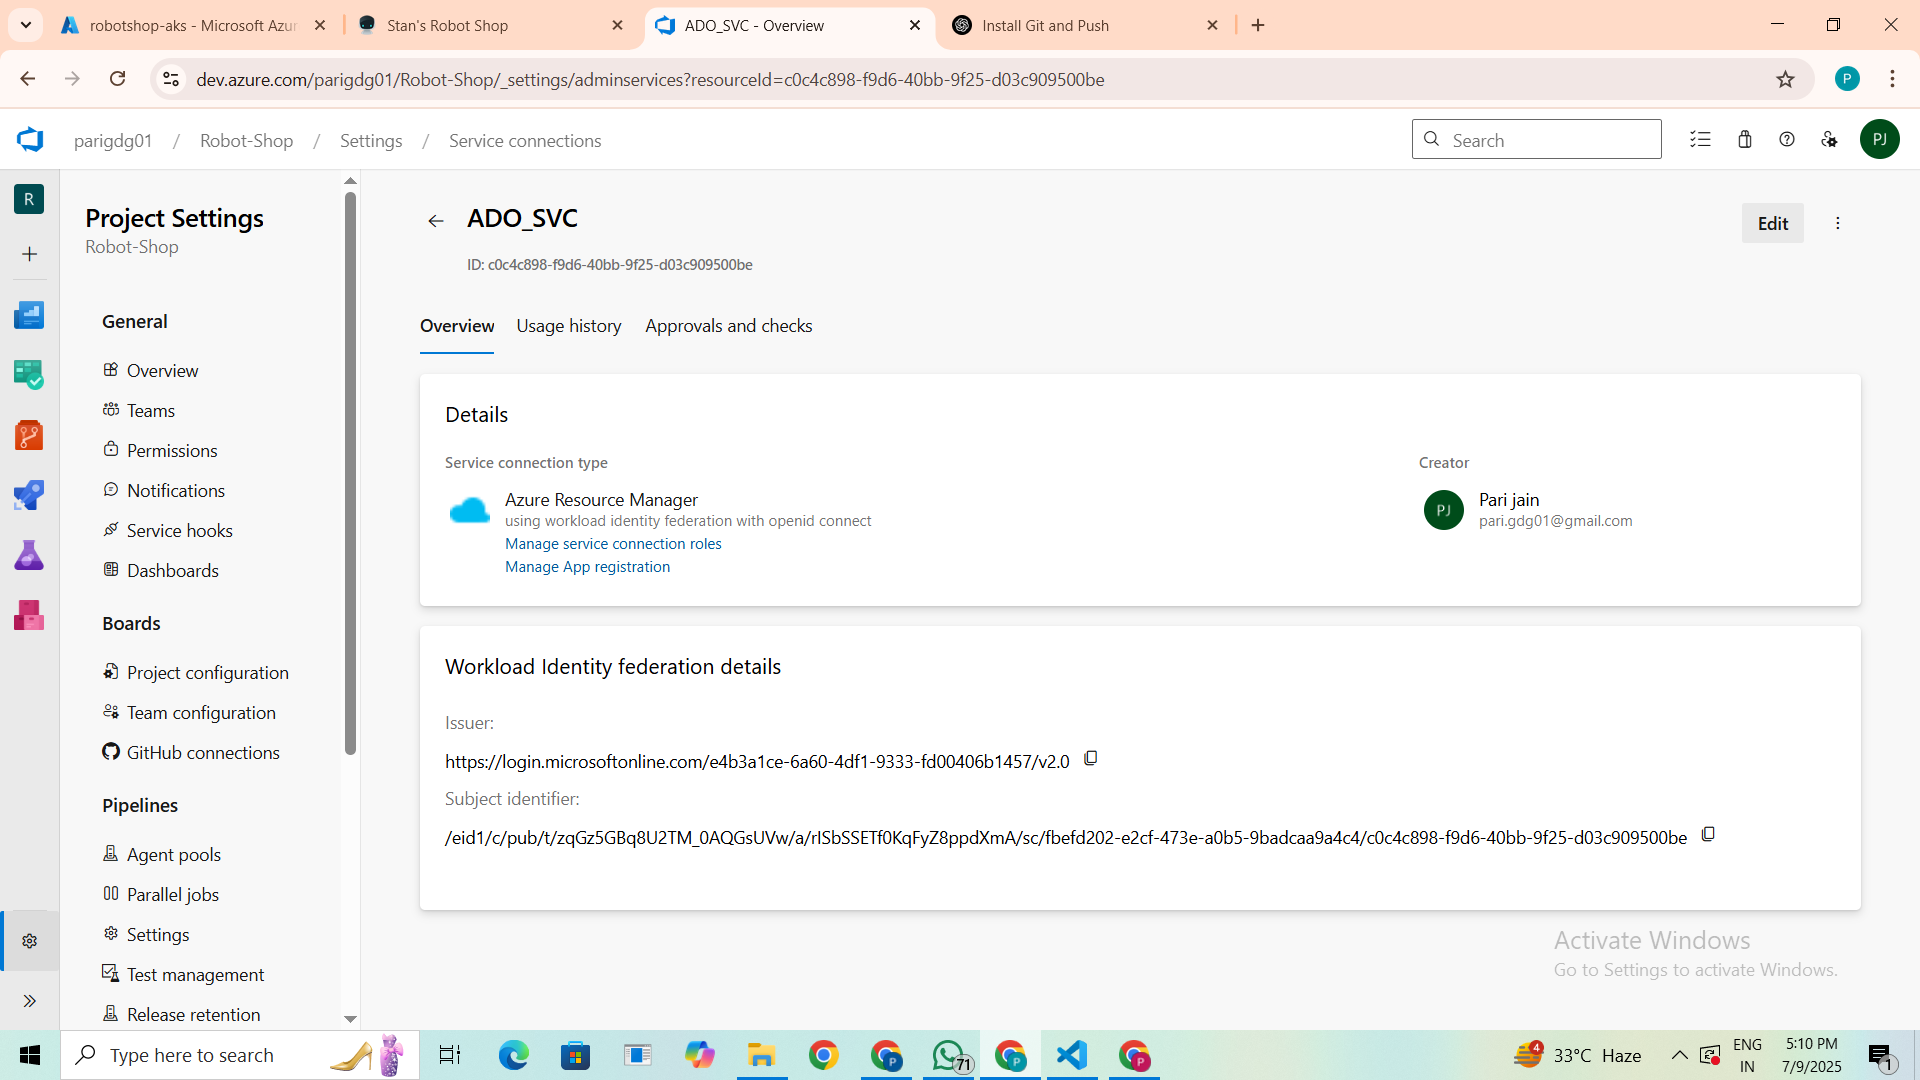 robotshop-aks - Microsoft Azur
Stan's Robot Shop
ADO_SVC - Overview
Install Git and Push
dev.azure.com/parigdg01/Robot-Shop/_settings/adminservices?resourceId=c0c4c898-f9d6-40bb-9f25-d03c909500be
P
parigdg01 / Robot-Shop / Settings / Service connections
Search
PJ
R
Project Settings
Robot-Shop
General
Overview
Teams
Permissions
Notifications
Service hooks
Dashboards
Boards
Project configuration
Team configuration
GitHub connections
Pipelines
Agent pools
Parallel jobs
Settings
Test management
Release retention
ADO_SVC
Edit
ID: c0c4c898-f9d6-40bb-9f25-d03c909500be
Overview Usage history Approvals and checks
Details
Service connection type
Azure Resource Manager
using workload identity federation with openid connect
Manage service connection roles
Manage App registration
Creator
PJ
Pari jain
pari.gdg01@gmail.com
Workload Identity federation details
Issuer:
https://login.microsoftonline.com/e4b3a1ce-6a60-4df1-9333-fd00406b1457/v2.0
Subject identifier:
/eid1/c/pub/t/zqGz5GBq8U2TM_0AQGsUVw/a/rISbSSETf0KqFyZ8ppdXmA/sc/fbefd202-e2cf-473e-a0b5-9badcaa9a4c4/c0c4c898-f9d6-40bb-9f25-d03c909500be
Activate Windows
Go to Settings to activate Windows.
Type here to search
P
71
P
P
4
33°C Haze
ENG
IN
5:10 PM
7/9/2025
1